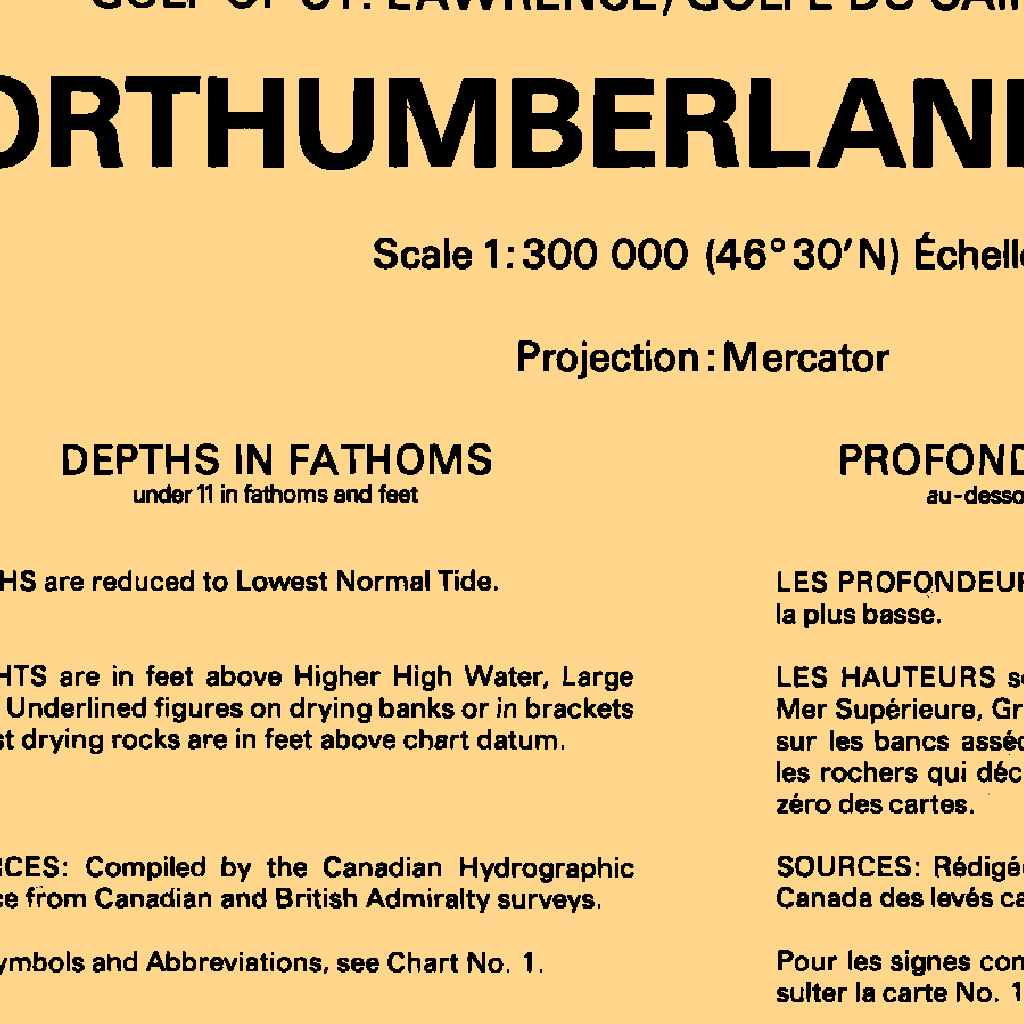 GULF OF ST. LAWRENCE/GOLFE DU SAIN
ORTHUMBERLAN
Scale 1:300 000 (46°30'N) Échelle
Projection: Mercator
DEPTHS IN FATHOMS
under 11 in fathoms and feet
HS are reduced to Lowest Normal Tide.
HTS are in feet above Higher High Water, Large
Underlined figures on drying banks or in brackets
st drying rocks are in feet above chart datum.
CES: Compiled by the Canadian Hydrographic
ce from Canadian and British Admiralty surveys.
ymbols and Abbreviations, see Chart No. 1.
PROFOND
au-desso
LES PROFONDEUR
la plus basse.
LES HAUTEURS so
Mer Supérieure, Gr
sur les bancs asséc
les rochers qui déc
zéro des cartes.
SOURCES: Rédigé
Canada des levés ca
Pour les signes con
sulter la carte No. 1